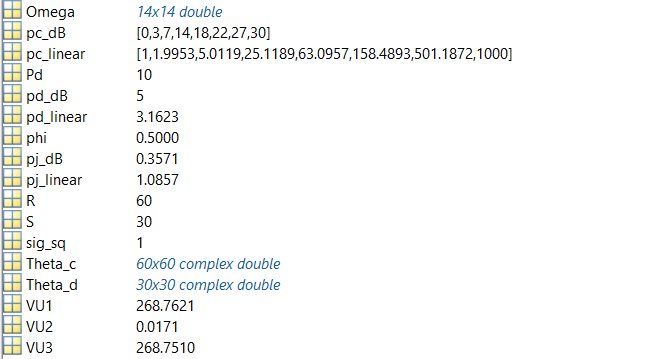 Omega 14x14 double
pc_dB [0,3,7,14,18,22,27,30]
pc_linear [1,1.9953,5.0119,25.1189,63.0957,158.4893,501.1872,1000]
Pd 10
pd_dB 5
pd_linear 3.1623
phi 0.5000
pj_dB 0.3571
pj_linear 1.0857
R 60
S 30
sig_sq 1
Theta_c 60x60 complex double
Theta_d 30x30 complex double
VU1 268.7621
VU2 0.0171
VU3 268.7510